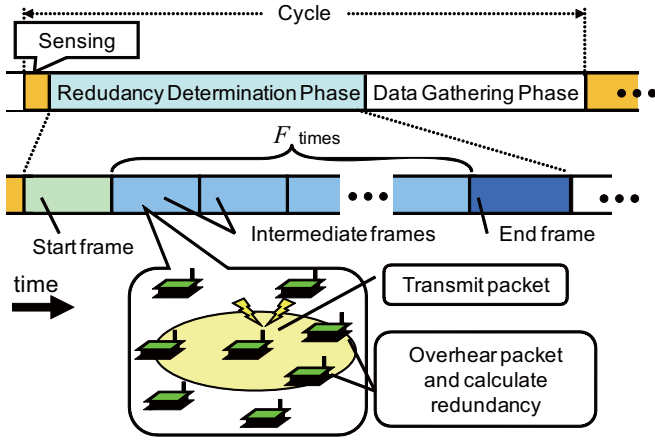 Cycle
Sensing
Redudancy Determination Phase
Data Gathering Phase
F times
Start frame
Intermediate frames
End frame
time
Transmit packet
Overhear packet
and calculate
redundancy